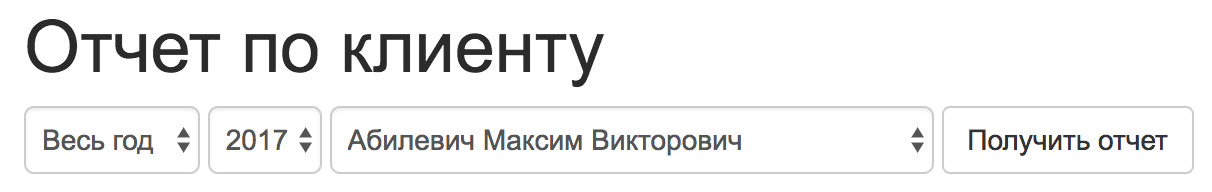 Отчет по клиенту
Весь год 2017 Абилевич Максим Викторович Получить отчет